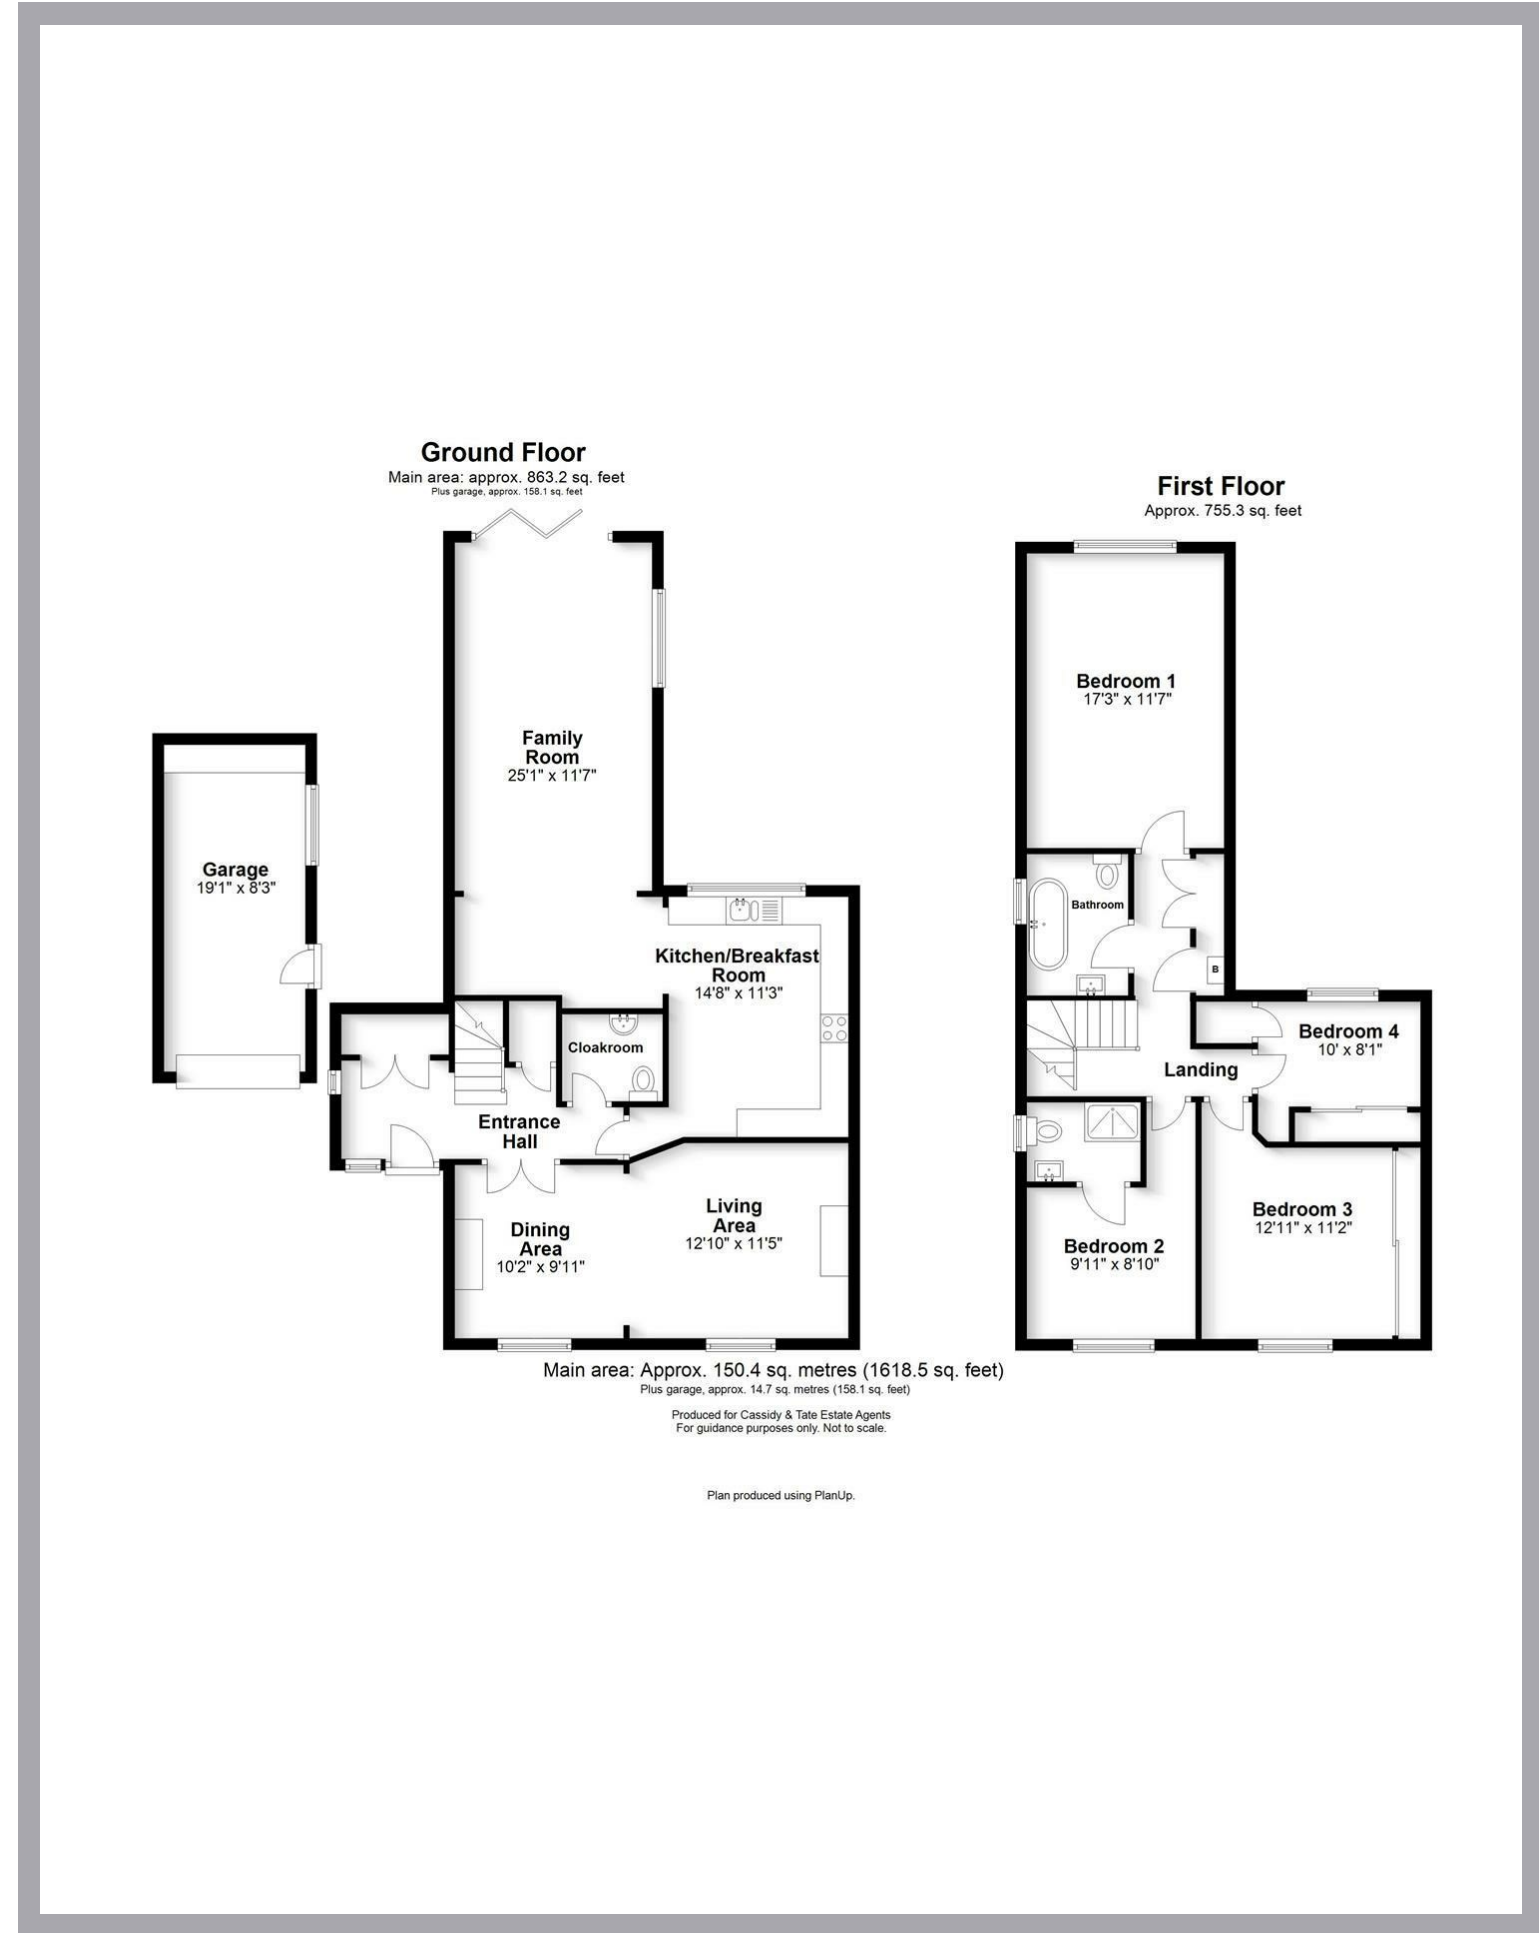 Ground Floor
Main area: approx. 863.2 sq. feet
Plus garage, approx. 158.1 sq. feet
Family
Room
25'1" x 11'7"
Garage
19'1" x 8'3"
Kitchen/Breakfast
Room
14'8" x 11'3"
Cloakroom
Entrance
Hall
Dining
Area
10'2" x 9'11"
Living
Area
12'10" x 11'5"
First Floor
Approx. 755.3 sq. feet
Bedroom 1
17'3" x 11'7"
Bathroom
B
Bedroom 4
10' x 8'1"
Landing
Bedroom 3
12'11" x 11'2"
Bedroom 2
9'11" x 8'10"
Main area: Approx. 150.4 sq. metres (1618.5 sq. feet)
Plus garage, approx. 14.7 sq. metres (158.1 sq. feet)
Produced for Cassidy & Tate Estate Agents
For guidance purposes only. Not to scale.
Plan produced using PlanUp.